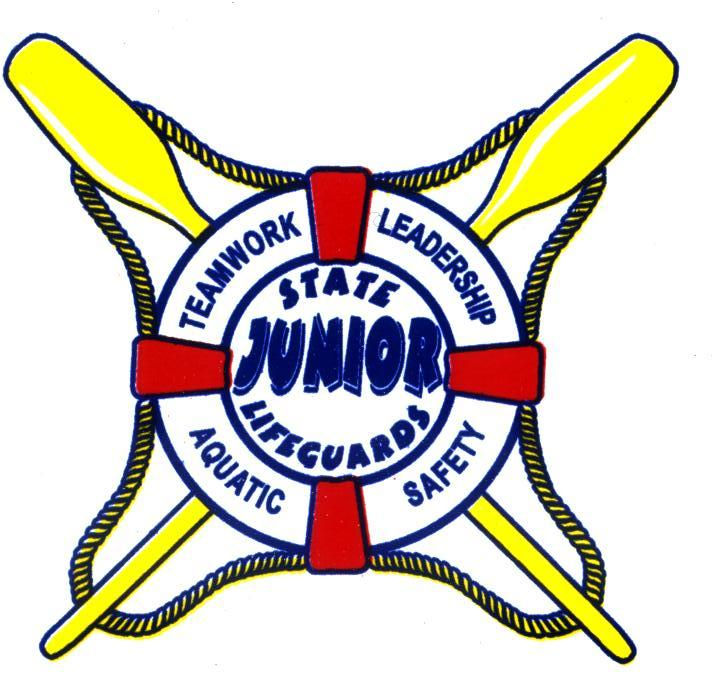 TEAMWORK
LEADERSHIP
STATE
JUNIOR
LIFEGUARDS
AQUATIC
SAFETY